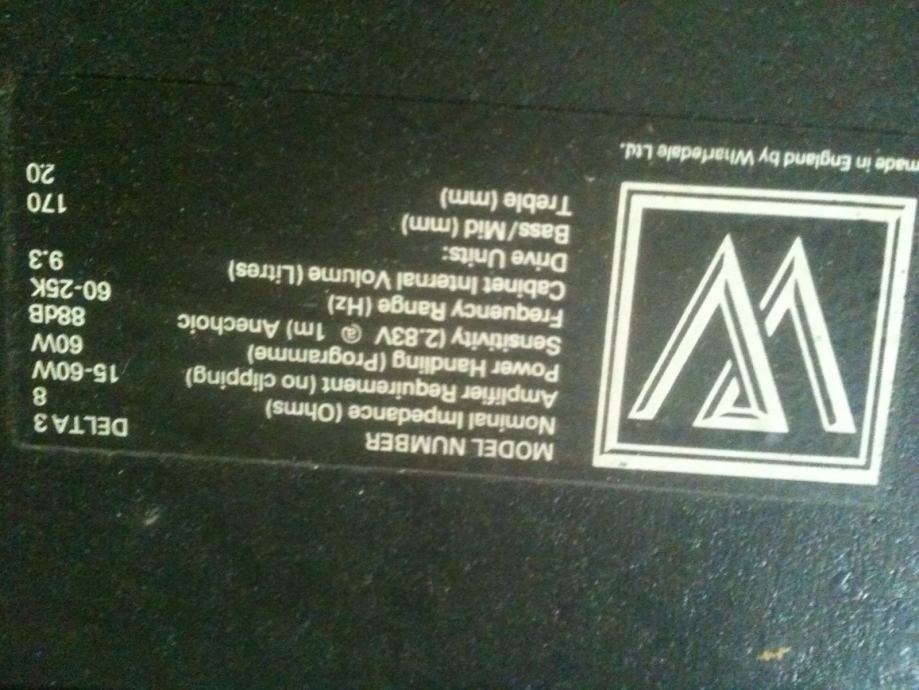 MODEL NUMBER DELTA 3
Nominal Impedance (Ohms) 8
Amplifier Requirement (no clipping) 15-60W
Power Handling (Programme) 60W
Sensitivity (2.83V @ 1m) Anechoic 88dB
Frequency Range (Hz) 60-25K
Cabinet Internal Volume (Litres) 9.3
Drive Units:
Bass/Mid (mm) 170
Treble (mm) 20
made in England by Wharfedale Ltd.